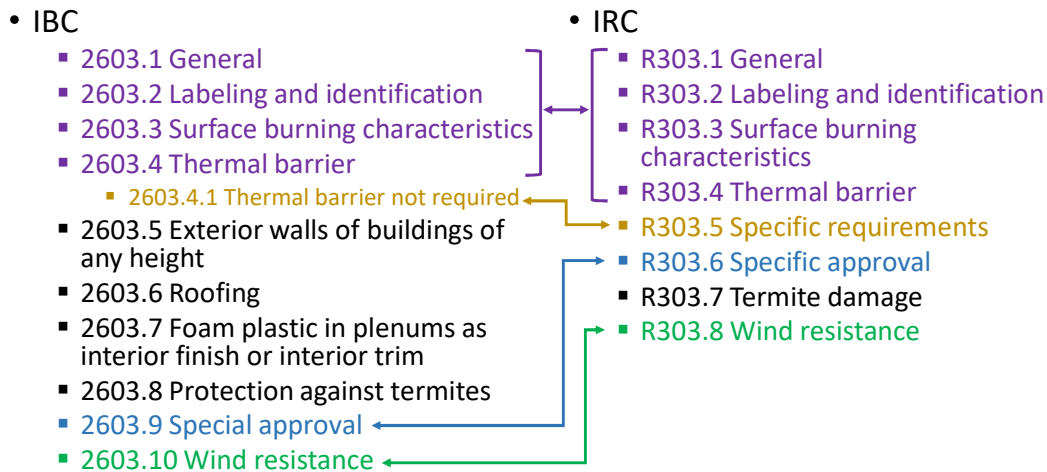 • IBC
▪ 2603.1 General
▪ 2603.2 Labeling and identification
▪ 2603.3 Surface burning characteristics
▪ 2603.4 Thermal barrier
▪ 2603.4.1 Thermal barrier not required
▪ 2603.5 Exterior walls of buildings of
any height
▪ 2603.6 Roofing
▪ 2603.7 Foam plastic in plenums as
interior finish or interior trim
▪ 2603.8 Protection against termites
▪ 2603.9 Special approval
▪ 2603.10 Wind resistance
• IRC
▪ R303.1 General
▪ R303.2 Labeling and identification
▪ R303.3 Surface burning
characteristics
▪ R303.4 Thermal barrier
▪ R303.5 Specific requirements
▪ R303.6 Specific approval
▪ R303.7 Termite damage
▪ R303.8 Wind resistance